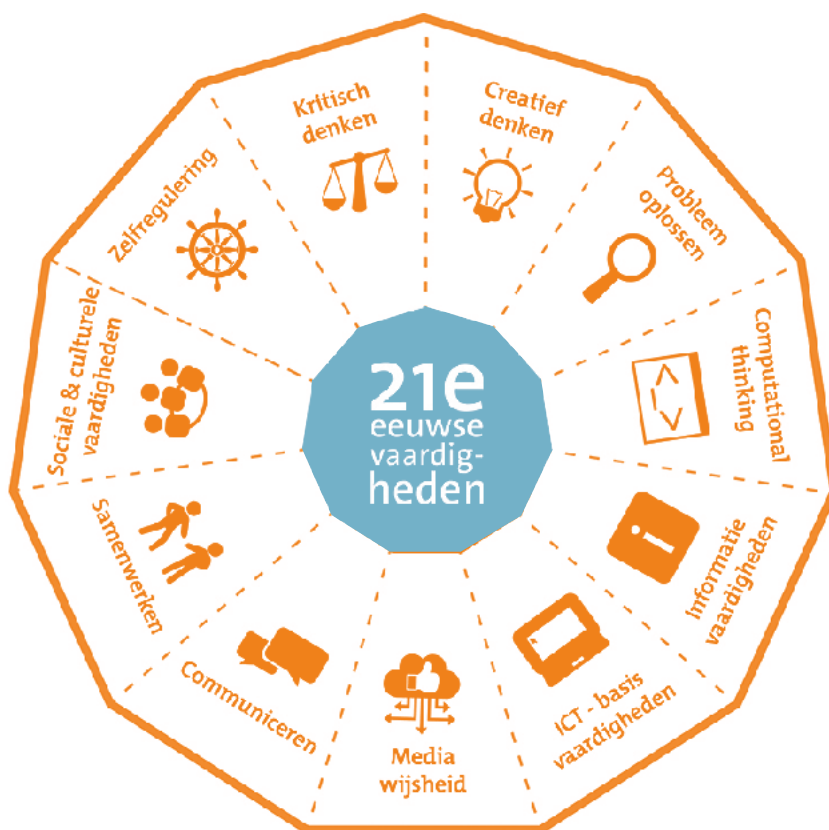 21e
eeuwse
vaardig-
heden
Kritisch
denken
Creatief
denken
Probleem
oplossen
Computational
thinking
Informatie
vaardigheden
ICT - basis
vaardigheden
Media
wijsheid
Communiceren
Samenwerken
Sociale & culturele
vaardigheden
Zelfregulering